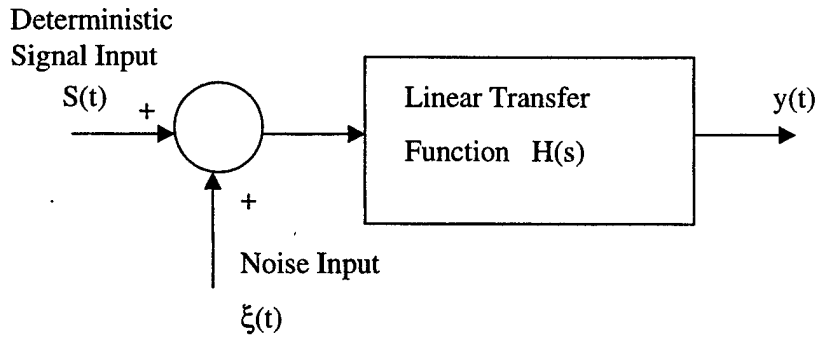 Deterministic
Signal Input
S(t)
+
+
Noise Input
ξ(t)
Linear Transfer
Function H(s)
y(t)